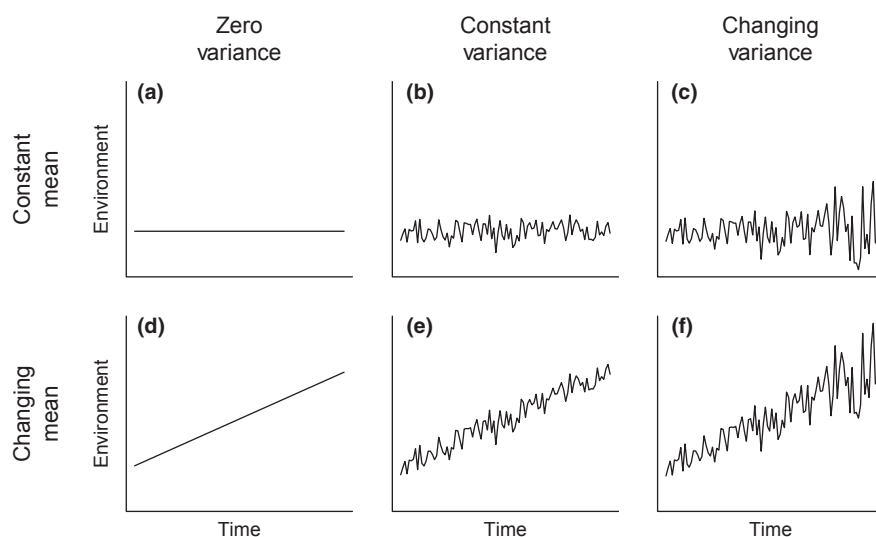 Zero
variance
Constant
variance
Changing
variance
Constant
mean
Environment
(a)
(b)
(c)
Changing
mean
Environment
(d)
(e)
(f)
Time
Time
Time